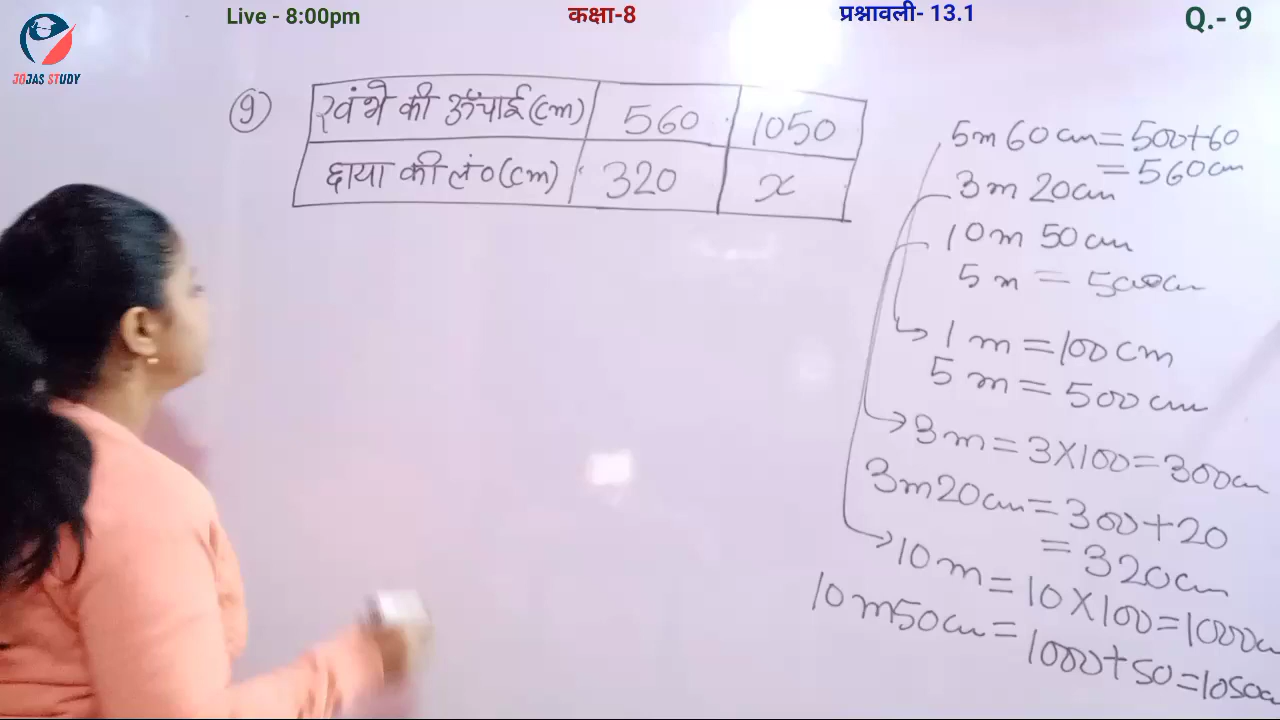 Live - 8:00pm
कक्षा-8
प्रश्नावली- 13.1
Q.- 9
JOJAS STUDY
9
खंभे की ऊँचाई (cm) 560 1050
छाया की लं० (cm) 320 x
5m 60cm = 500+60
= 560cm
3m 20cm
10m 50cm
5m = 500cm
1m = 100cm
5m = 500cm
3m = 3×100 = 300cm
3m20cm = 300+20
= 320cm
10m = 10×100 = 1000cm
10m50cm = 1000+50 = 1050c